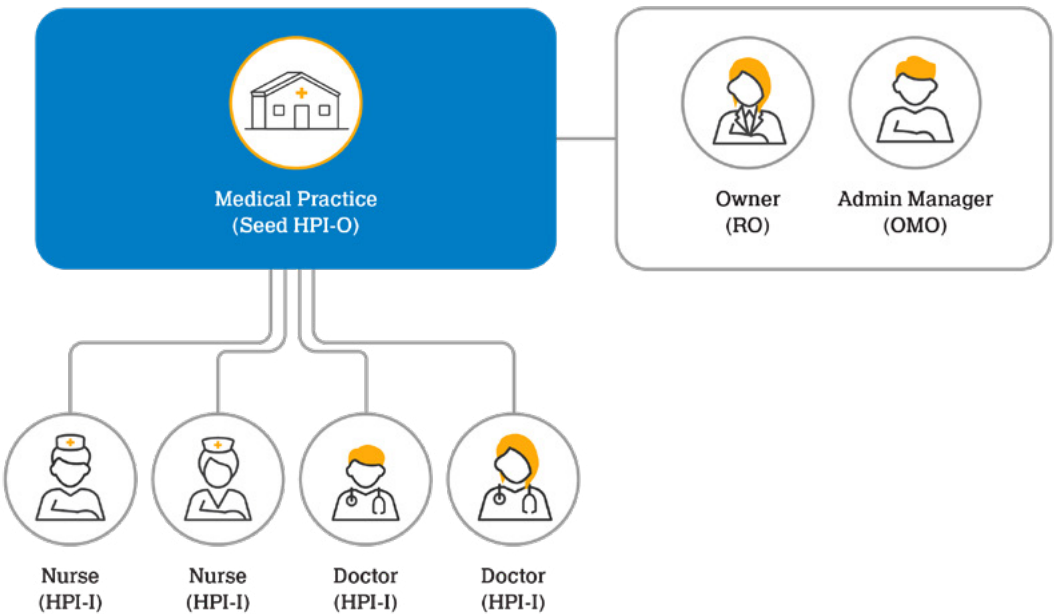 Medical Practice
(Seed HPI-O)
Owner
(RO)
Admin Manager
(OMO)
Nurse
(HPI-I)
Nurse
(HPI-I)
Doctor
(HPI-I)
Doctor
(HPI-I)